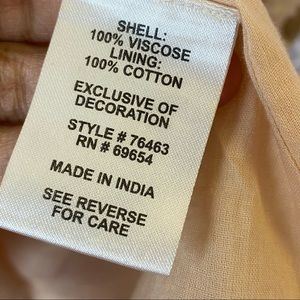 SHELL:
100% VISCOSE
LINING:
100% COTTON
EXCLUSIVE OF
DECORATION
STYLE # 76463
RN # 69654
MADE IN INDIA
SEE REVERSE
FOR CARE